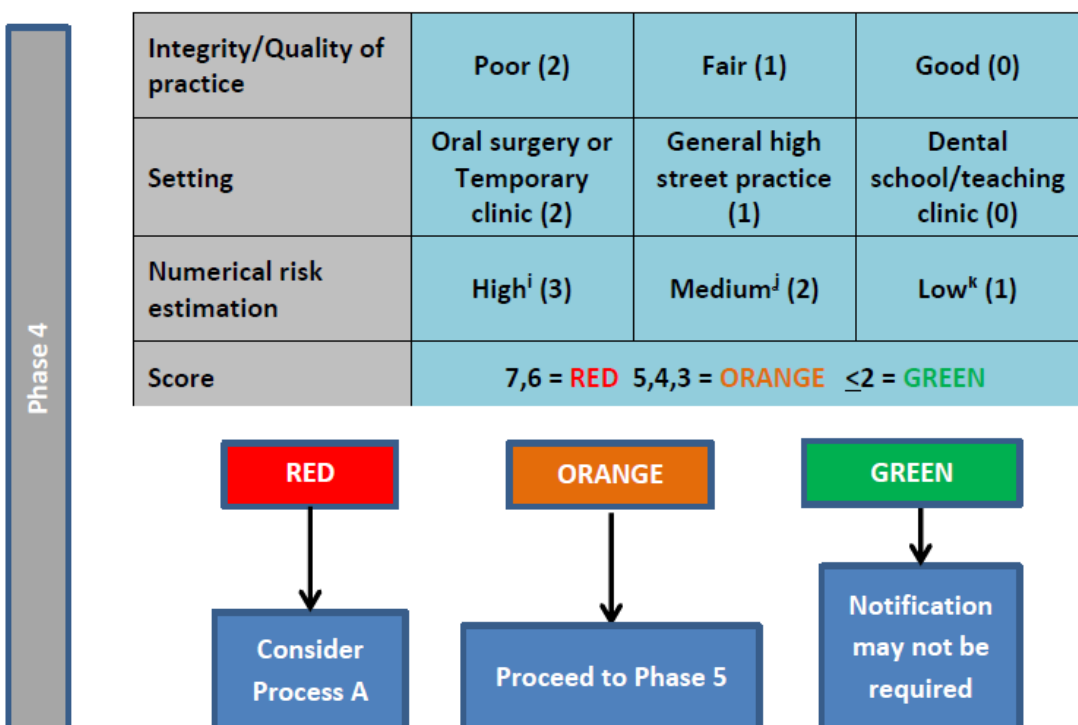 Phase 4
Integrity/Quality of
practice
Poor (2)
Fair (1)
Good (0)
Setting
Oral surgery or
Temporary
clinic (2)
General high
street practice
(1)
Dental
school/teaching
clinic (0)
Numerical risk
estimation
Highⁱ (3)
Mediumʲ (2)
Lowᵏ (1)
Score
7,6 = RED 5,4,3 = ORANGE <2 = GREEN
RED
ORANGE
GREEN
Consider
Process A
Proceed to Phase 5
Notification
may not be
required